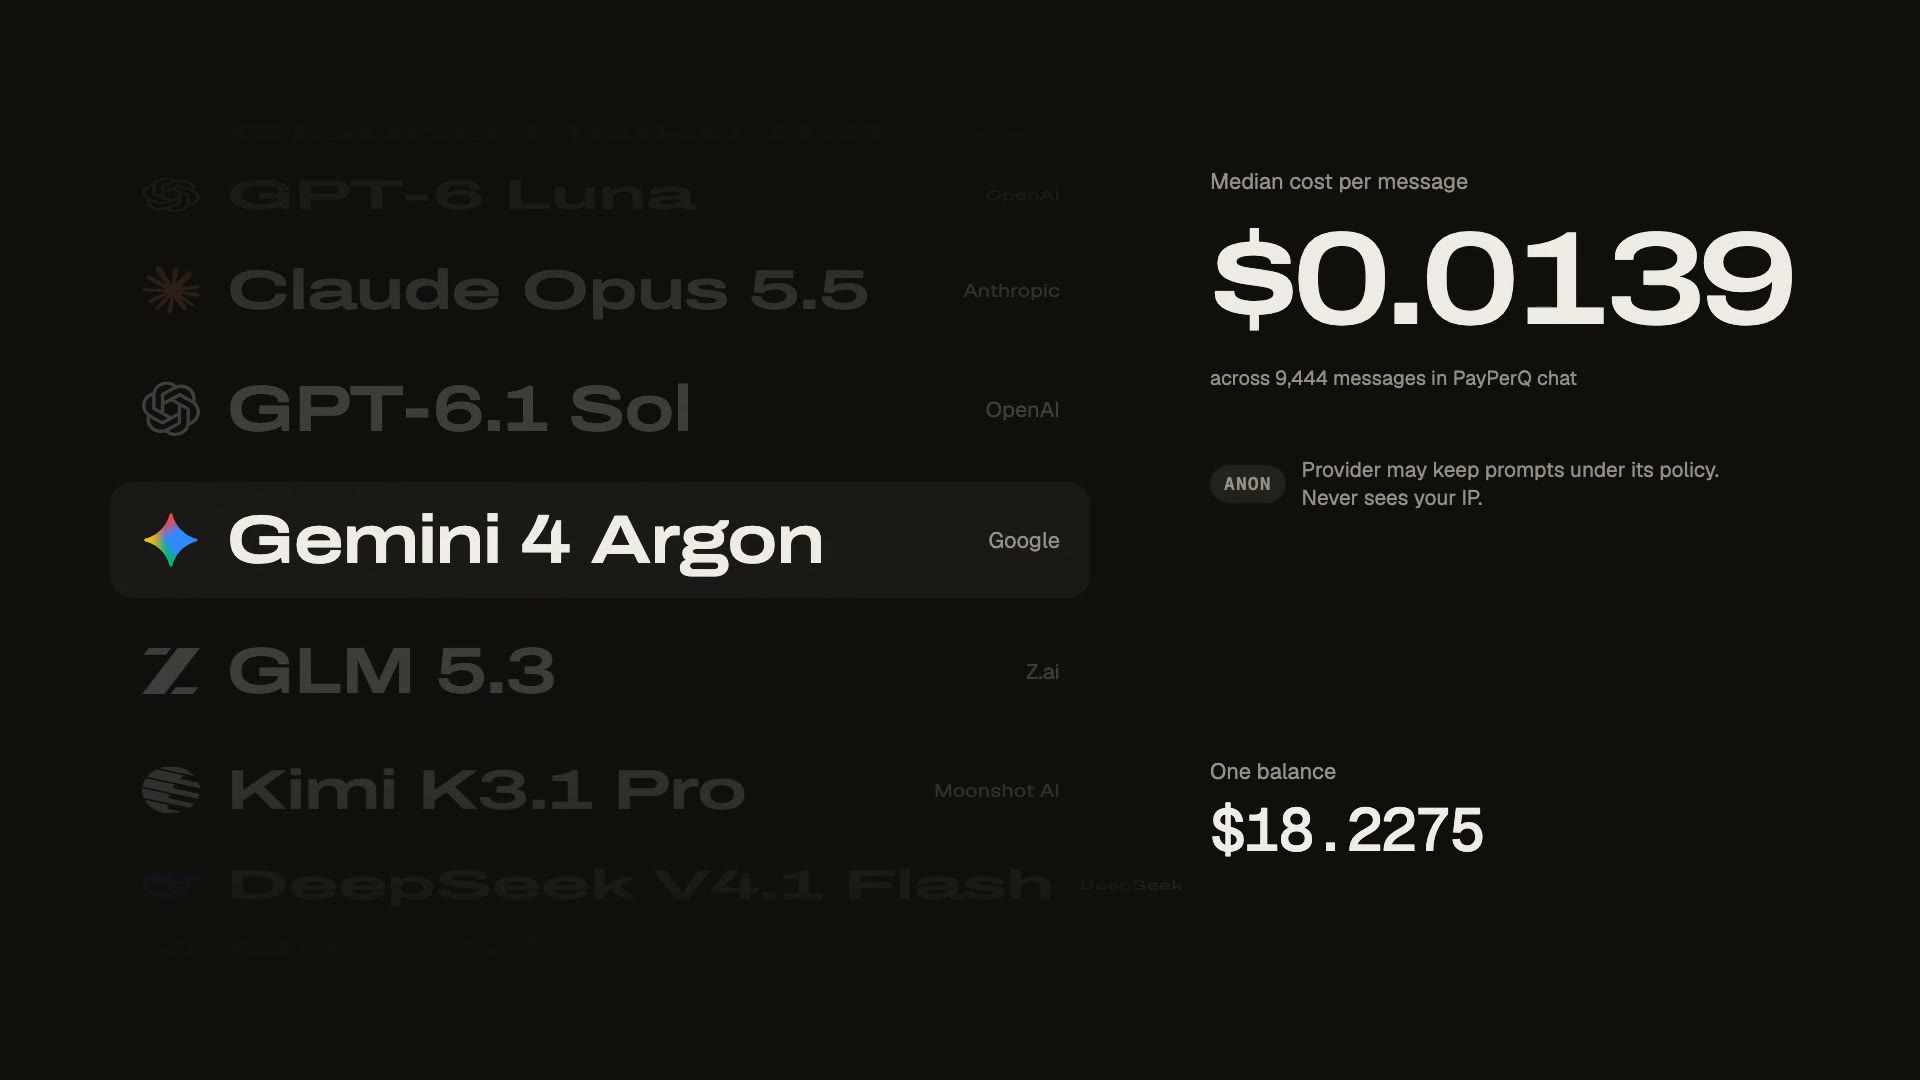 GPT-6 Luna OpenAI
Claude Opus 5.5 Anthropic
GPT-6.1 Sol OpenAI
Gemini 4 Argon Google
GLM 5.3 Z.ai
Kimi K3.1 Pro Moonshot AI
DeepSeek V4.1 Flash DeepSeek
Median cost per message
$0.0139
across 9,444 messages in PayPerQ chat
ANON Provider may keep prompts under its policy.
Never sees your IP.
One balance
$18.2275